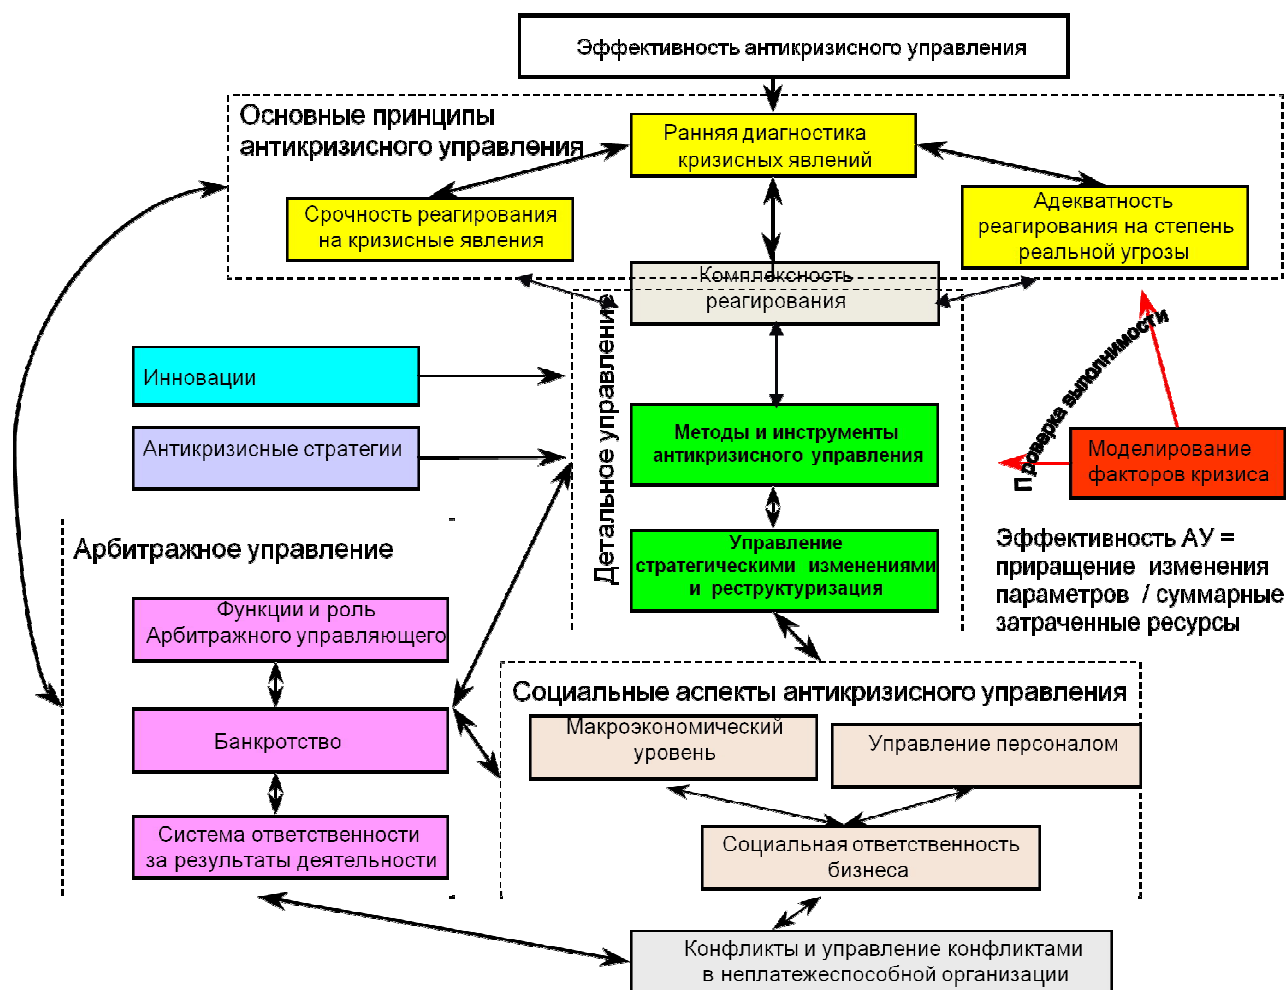 Эффективность антикризисного управления
Основные принципы
антикризисного управления
Ранняя диагностика
кризисных явлений
Срочность реагирования
на кризисные явления
Адекватность
реагирования на степень
реальной угрозы
Комплексность
реагирования
Детальное управление
Инновации
Антикризисные стратегии
Методы и инструменты
антикризисного управления
Проверка выполнимости
Моделирование
факторов кризиса
Управление
стратегическими изменениями
и реструктуризация
Эффективность АУ =
приращение изменения
параметров / суммарные
затраченные ресурсы
Арбитражное управление
Функции и роль
Арбитражного управляющего
Банкротство
Система ответственности
за результаты деятельности
Социальные аспекты антикризисного управления
Макроэкономический
уровень
Управление персоналом
Социальная ответственность
бизнеса
Конфликты и управление конфликтами
в неплатежеспособной организации